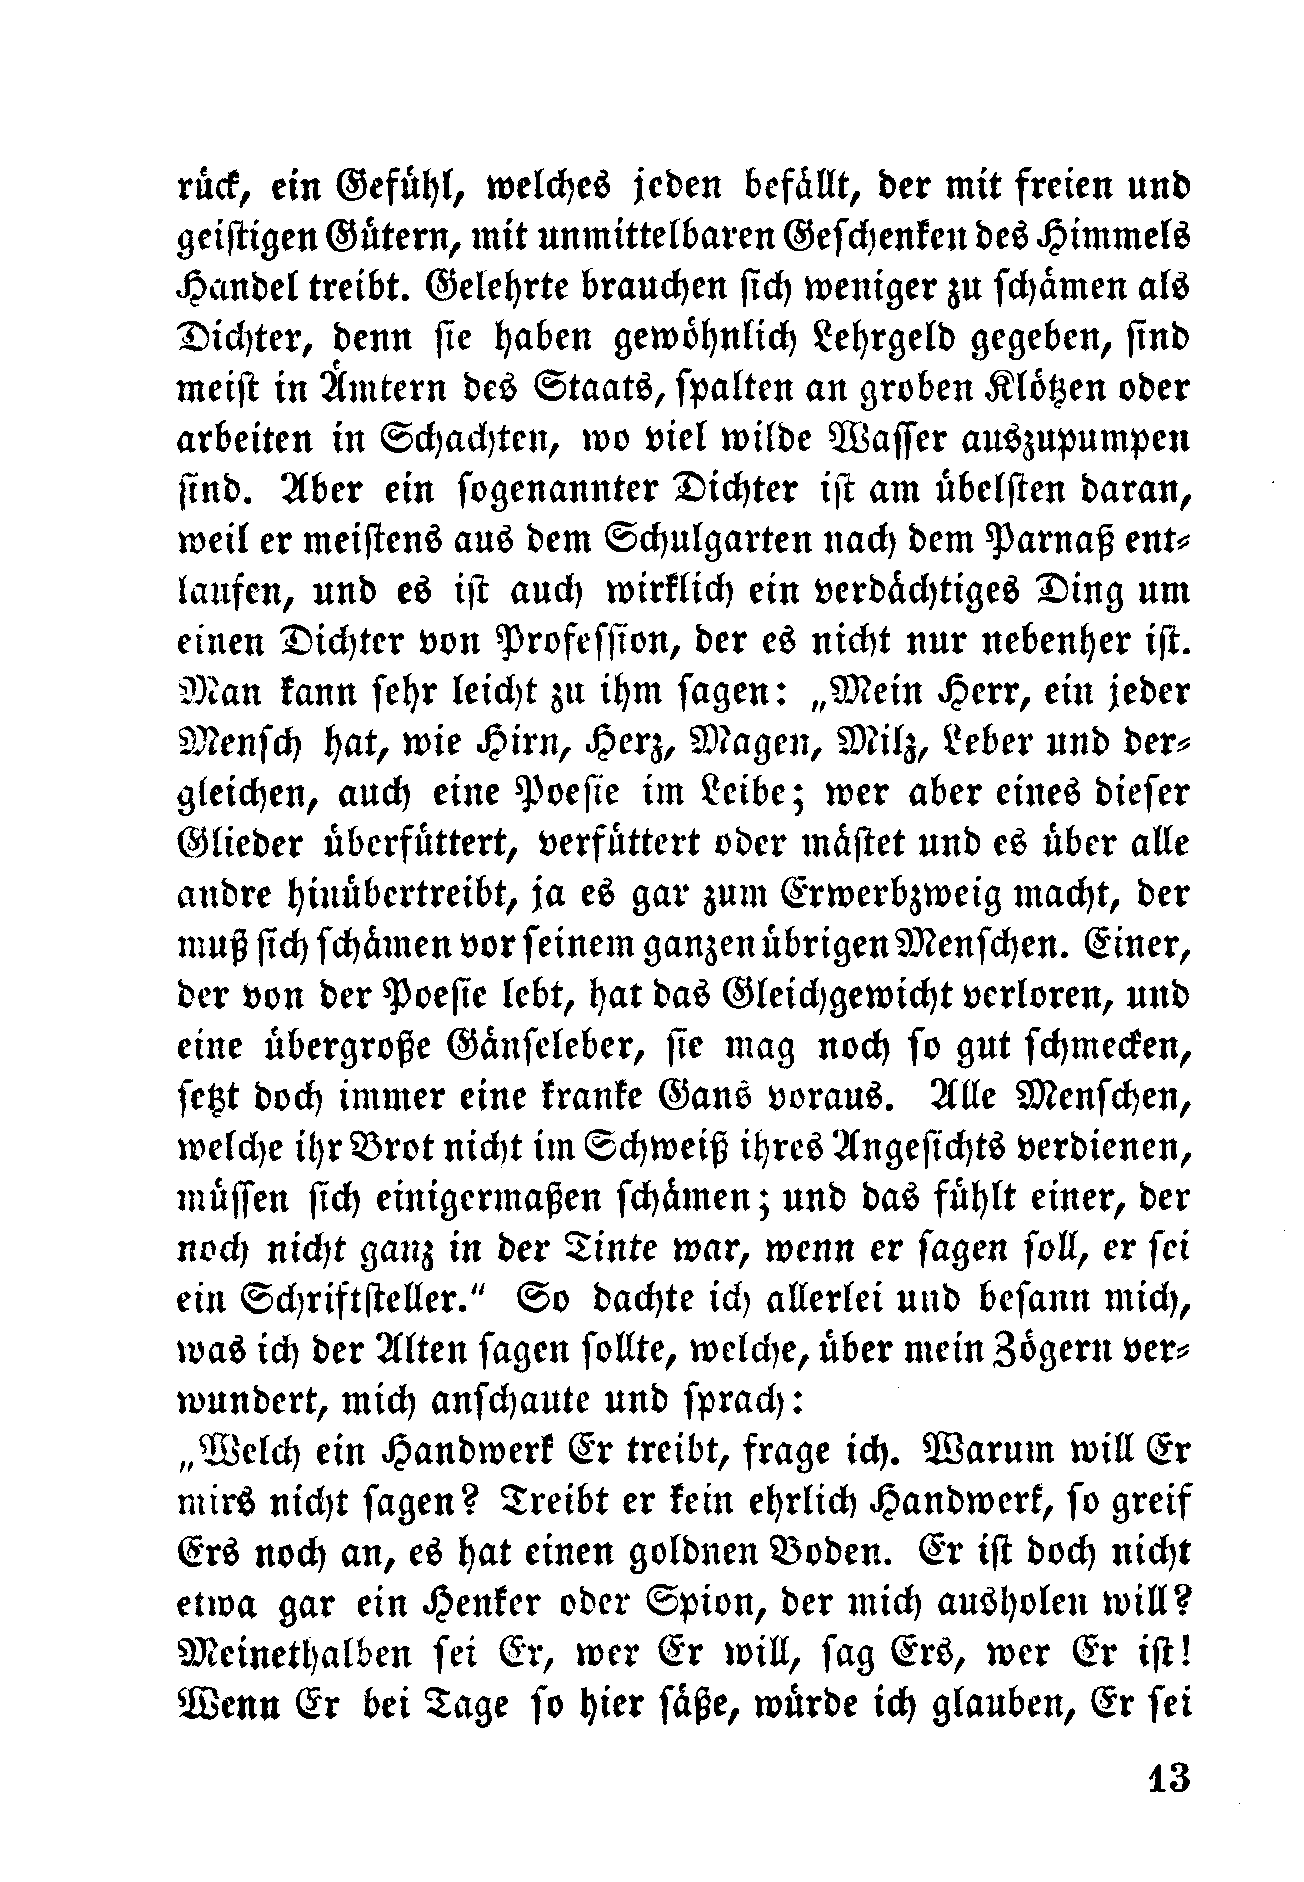 rück, ein Gefühl, welches jeden befällt, der mit freien und
geiſtigen Gütern, mit unmittelbaren Geſchenken des Himmels
Handel treibt. Gelehrte brauchen ſich weniger zu ſchämen als
Dichter, denn ſie haben gewöhnlich Lehrgeld gegeben, ſind
meiſt in Ämtern des Staats, ſpalten an groben Klötzen oder
arbeiten in Schachten, wo viel wilde Waſſer auszupumpen
ſind. Aber ein ſogenannter Dichter iſt am übelſten daran,
weil er meiſtens aus dem Schulgarten nach dem Parnaß ent⸗
laufen, und es iſt auch wirklich ein verdächtiges Ding um
einen Dichter von Profeſſion, der es nicht nur nebenher iſt.
Man kann ſehr leicht zu ihm ſagen: „Mein Herr, ein jeder
Menſch hat, wie Hirn, Herz, Magen, Milz, Leber und der⸗
gleichen, auch eine Poeſie im Leibe; wer aber eines dieſer
Glieder überfüttert, verfüttert oder mäſtet und es über alle
andre hinübertreibt, ja es gar zum Erwerbzweig macht, der
muß ſich ſchämen vor ſeinem ganzen übrigen Menſchen. Einer,
der von der Poeſie lebt, hat das Gleichgewicht verloren, und
eine übergroße Gänſeleber, ſie mag noch ſo gut ſchmecken,
ſetzt doch immer eine kranke Gans voraus. Alle Menſchen,
welche ihr Brot nicht im Schweiß ihres Angeſichts verdienen,
müſſen ſich einigermaßen ſchämen; und das fühlt einer, der
noch nicht ganz in der Tinte war, wenn er ſagen ſoll, er ſei
ein Schriftſteller.“ So dachte ich allerlei und beſann mich,
was ich der Alten ſagen ſollte, welche, über mein Zögern ver⸗
wundert, mich anſchaute und ſprach:
„Welch ein Handwerk Er treibt, frage ich. Warum will Er
mirs nicht ſagen? Treibt er kein ehrlich Handwerk, ſo greif
Ers noch an, es hat einen goldnen Boden. Er iſt doch nicht
etwa gar ein Henker oder Spion, der mich ausholen will?
Meinethalben ſei Er, wer Er will, ſag Ers, wer Er iſt!
Wenn Er bei Tage ſo hier ſäße, würde ich glauben, Er ſei
13